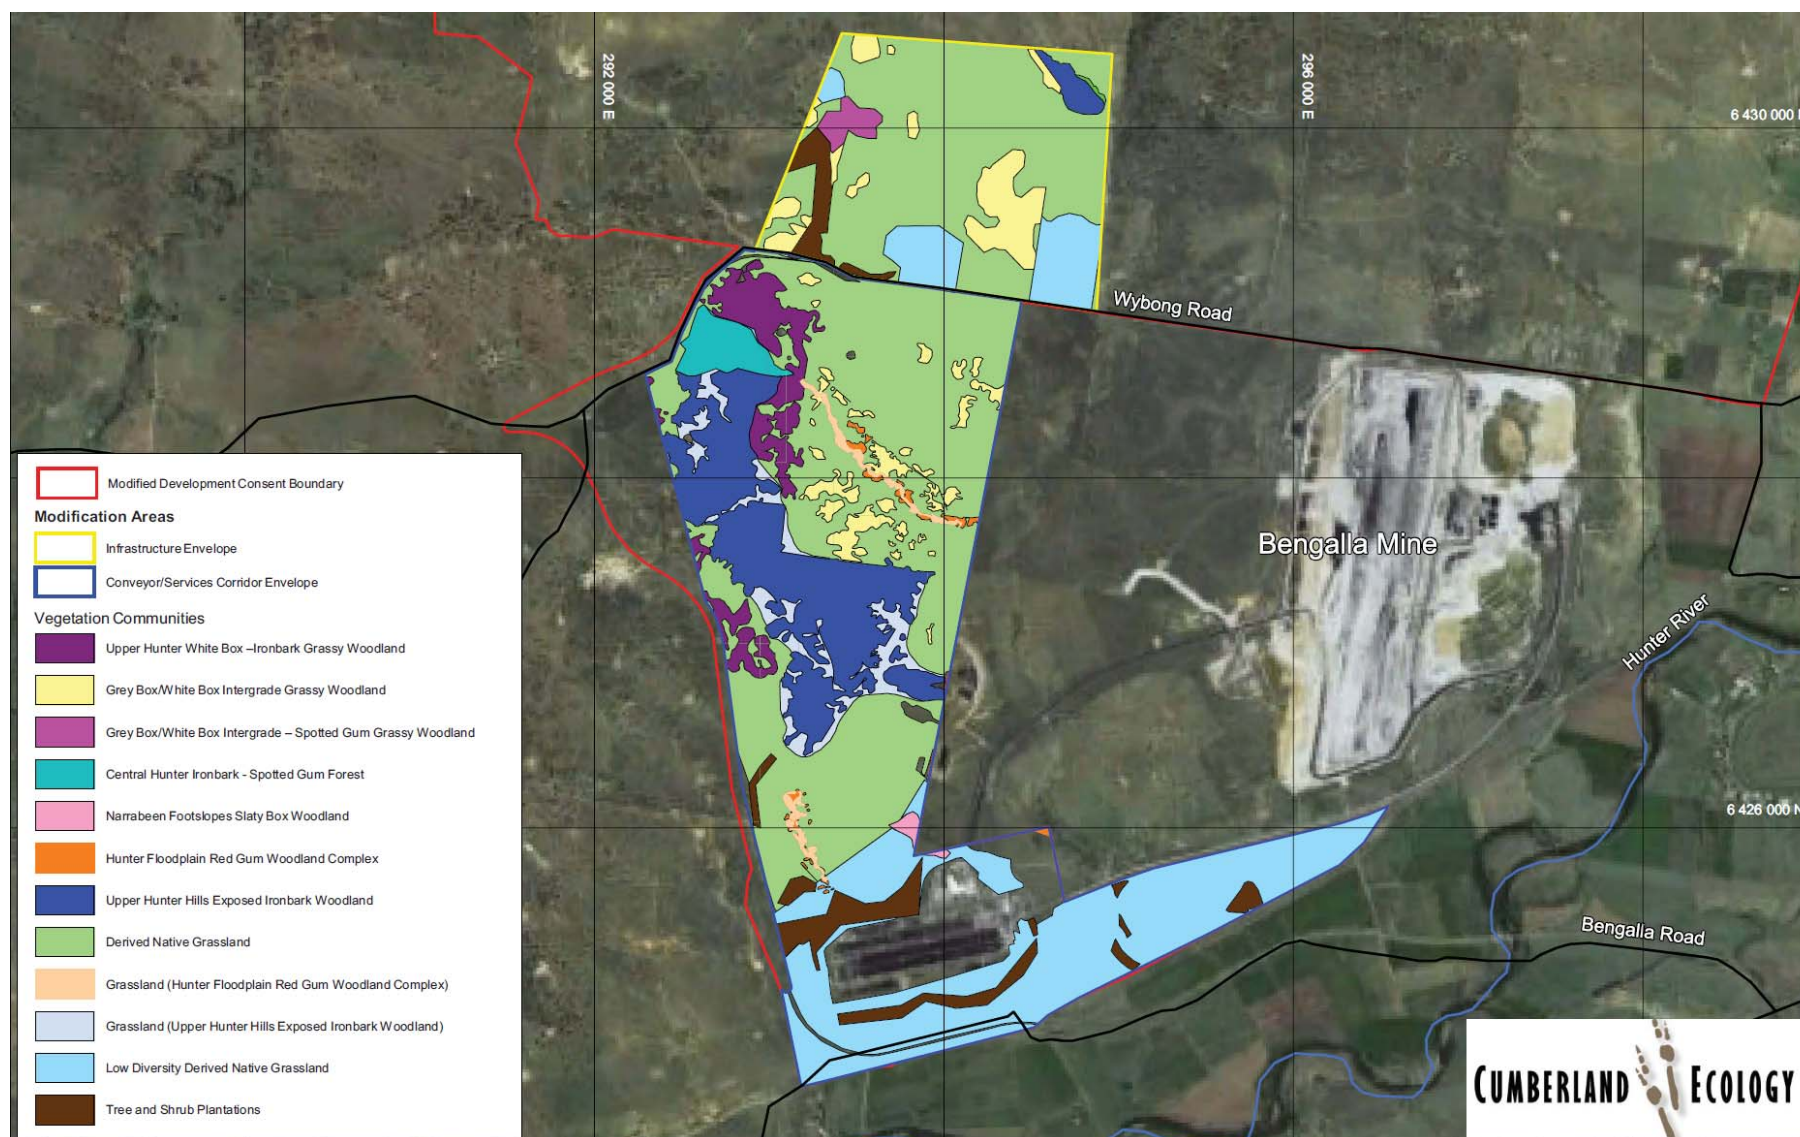 292 000 E
296 000 E
6 430 000
Wybong Road
Bengalla Mine
Hunter River
6 426 000 N
Bengalla Road
Modified Development Consent Boundary
Modification Areas
Infrastructure Envelope
Conveyor/Services Corridor Envelope
Vegetation Communities
Upper Hunter White Box –Ironbark Grassy Woodland
Grey Box/White Box Intergrade Grassy Woodland
Grey Box/White Box Intergrade – Spotted Gum Grassy Woodland
Central Hunter Ironbark - Spotted Gum Forest
Narrabeen Footslopes Slaty Box Woodland
Hunter Floodplain Red Gum Woodland Complex
Upper Hunter Hills Exposed Ironbark Woodland
Derived Native Grassland
Grassland (Hunter Floodplain Red Gum Woodland Complex)
Grassland (Upper Hunter Hills Exposed Ironbark Woodland)
Low Diversity Derived Native Grassland
Tree and Shrub Plantations
CUMBERLAND ECOLOGY